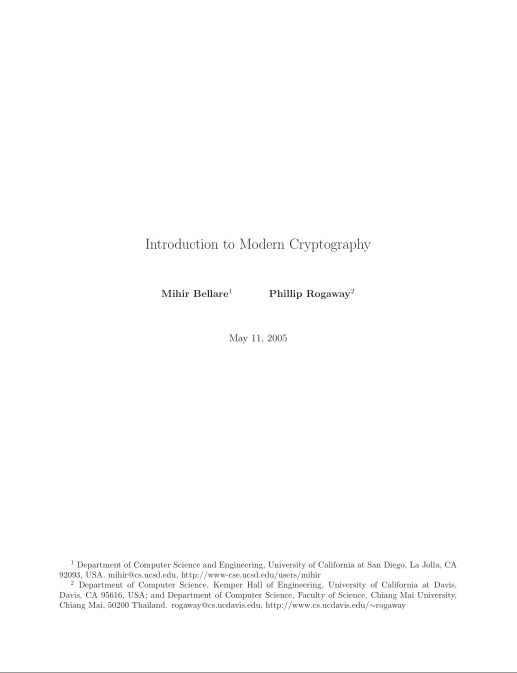 Introduction to Modern Cryptography
Mihir Bellare¹ Phillip Rogaway²
May 11, 2005
¹ Department of Computer Science and Engineering, University of California at San Diego, La Jolla, CA
92093, USA. mihir@cs.ucsd.edu, http://www-cse.ucsd.edu/users/mihir
² Department of Computer Science, Kemper Hall of Engineering, University of California at Davis,
Davis, CA 95616, USA; and Department of Computer Science, Faculty of Science, Chiang Mai University,
Chiang Mai, 50200 Thailand. rogaway@cs.ucdavis.edu, http://www.cs.ucdavis.edu/∼rogaway